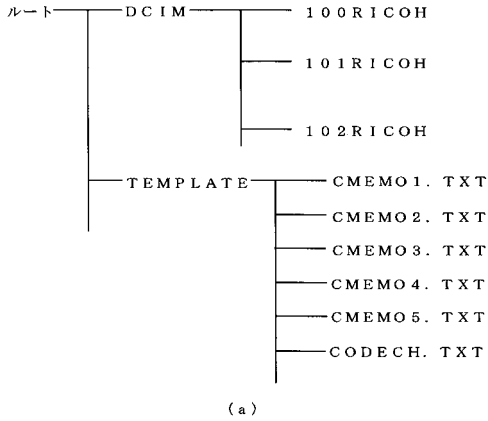 ルート DCIM 100RICOH
101RICOH
102RICOH
TEMPLATE CMEMO1. TXT
CMEMO2. TXT
CMEMO3. TXT
CMEMO4. TXT
CMEMO5. TXT
CODECH. TXT
(a)